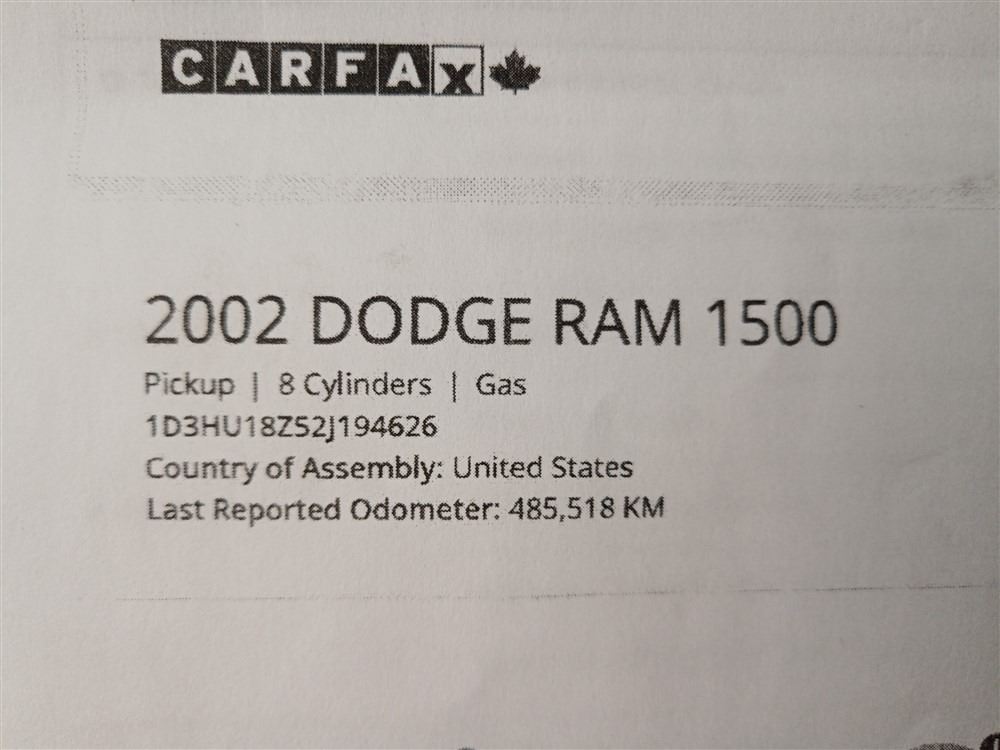 CARFAX
2002 DODGE RAM 1500
Pickup | 8 Cylinders | Gas
1D3HU18Z52J194626
Country of Assembly: United States
Last Reported Odometer: 485,518 KM